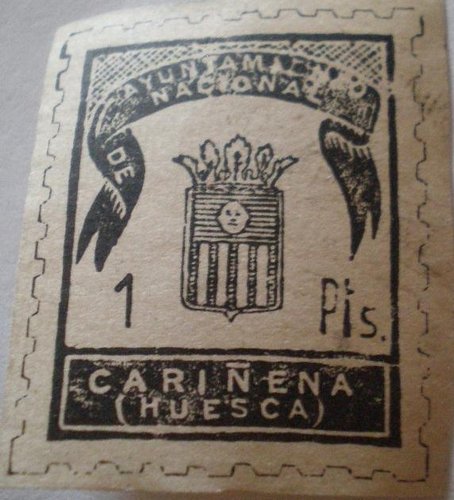 AYUNTAMIENTO
NACIONAL
DE
1 Pts.
CARIÑENA
(HUESCA)